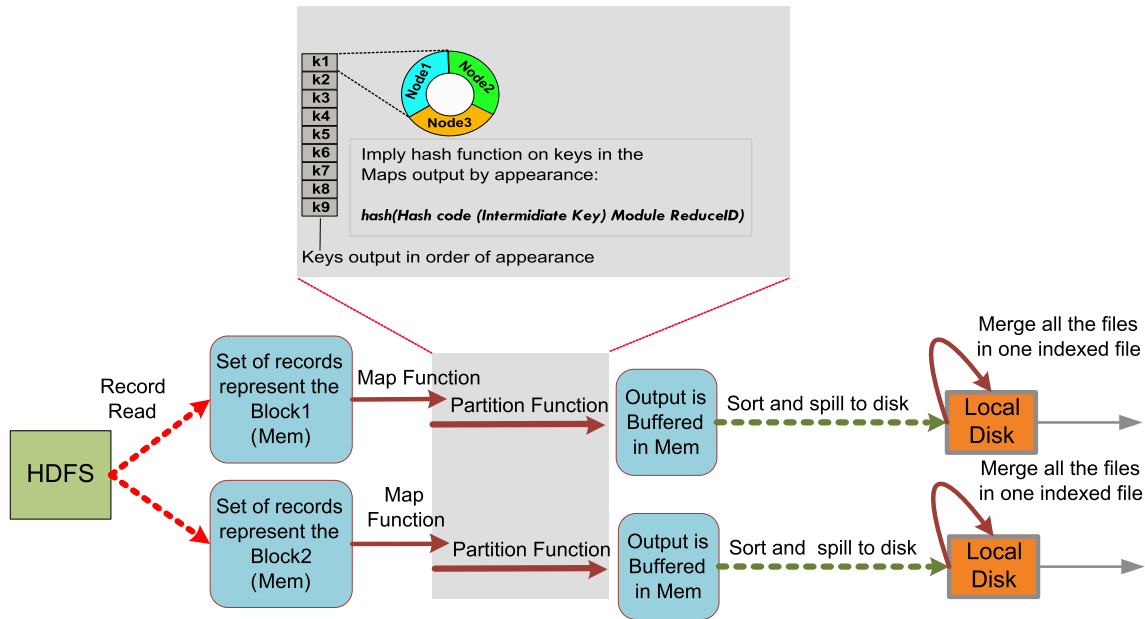 k1
k2
k3
k4
k5
k6
k7
k8
k9
Node1
Node2
Node3
Imply hash function on keys in the
Maps output by appearance:
hash(Hash code (Intermidiate Key) Module ReduceID)
Keys output in order of appearance
HDFS
Record
Read
Set of records
represent the
Block1
(Mem)
Map Function
Partition Function
Output is
Buffered
in Mem
Sort and spill to disk
Merge all the files
in one indexed file
Local
Disk
Set of records
represent the
Block2
(Mem)
Map
Function
Partition Function
Output is
Buffered
in Mem
Sort and  spill to disk
Merge all the files
in one indexed file
Local
Disk